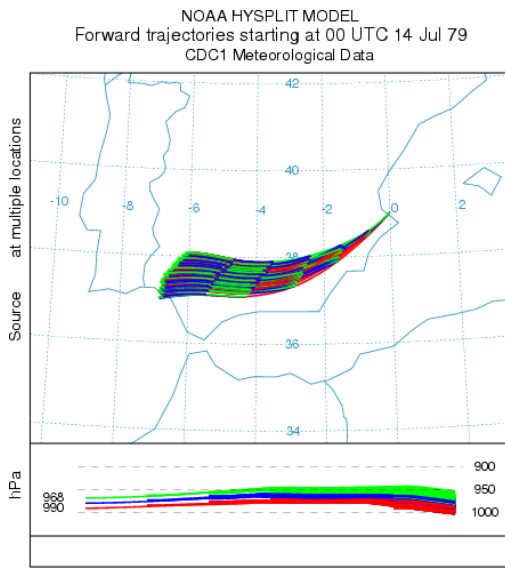 NOAA HYSPLIT MODEL
Forward trajectories starting at 00 UTC 14 Jul 79
CDC1 Meteorological Data
Source at multiple locations
42
40
-10 -8 -6 -4 -2 0 2
38
36
34
hPa
900
968 950
990 1000